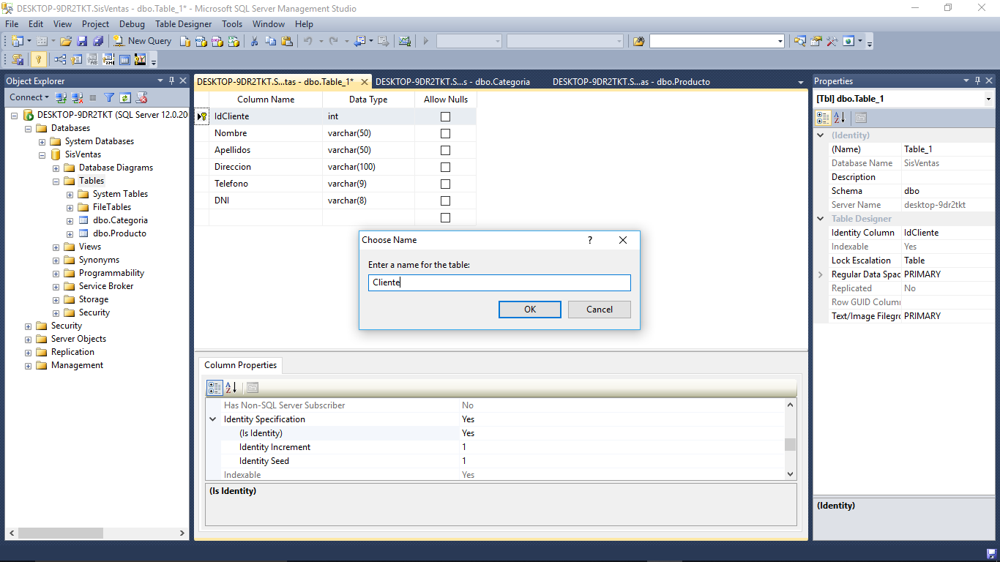 DESKTOP-9DR2TKT.SisVentas - dbo.Table_1* - Microsoft SQL Server Management Studio
File Edit View Project Debug Table Designer Tools Window Help
New Query
Object Explorer
Connect
DESKTOP-9DR2TKT (SQL Server 12.0.20
Databases
System Databases
SisVentas
Database Diagrams
Tables
System Tables
FileTables
dbo.Categoria
dbo.Producto
Views
Synonyms
Programmability
Service Broker
Storage
Security
Security
Server Objects
Replication
Management
DESKTOP-9DR2TKT.S...tas - dbo.Table_1* DESKTOP-9DR2TKT.S...s - dbo.Categoria DESKTOP-9DR2TKT.S...as - dbo.Producto
Column Name Data Type Allow Nulls
IdCliente int
Nombre varchar(50)
Apellidos varchar(50)
Direccion varchar(100)
Telefono varchar(9)
DNI varchar(8)
Choose Name ?
Enter a name for the table:
Cliente
OK Cancel
Column Properties
Has Non-SQL Server Subscriber No
Identity Specification Yes
(Is Identity) Yes
Identity Increment 1
Identity Seed 1
Indexable Yes
(Is Identity)
Properties
[Tbl] dbo.Table_1
(Identity)
(Name) Table_1
Database Name SisVentas
Description
Schema dbo
Server Name desktop-9dr2tkt
Table Designer
Identity Column IdCliente
Indexable Yes
Lock Escalation Table
Regular Data Spac PRIMARY
Replicated No
Row GUID Colum
Text/Image Filegro PRIMARY
(Identity)